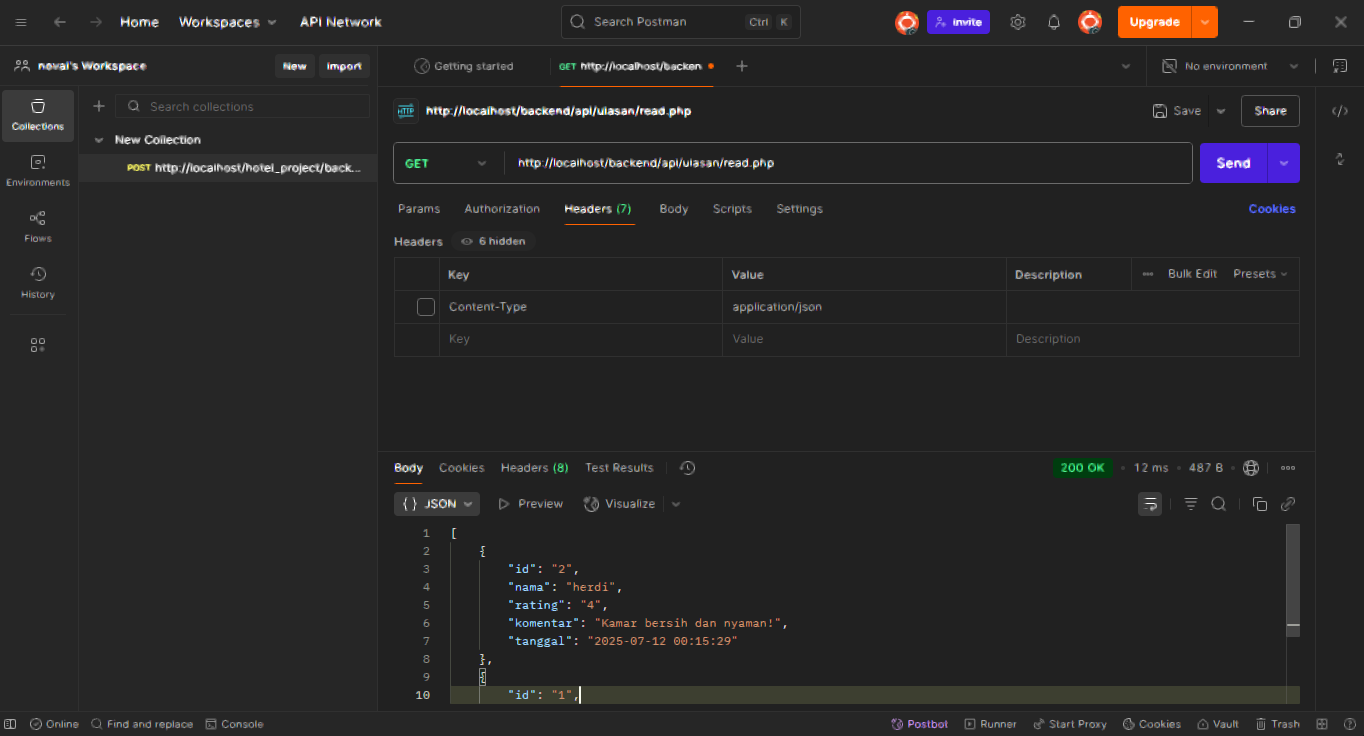 Home Workspaces API Network Search Postman Ctrl K Invite Upgrade
noval's Workspace New Import Getting started GET http://localhost/backen No environment
Collections Search collections http://localhost/backend/api/ulasan/read.php Save Share
New Collection
POST http://localhost/hotel_project/back... GET http://localhost/backend/api/ulasan/read.php Send
Environments
Params Authorization Headers (7) Body Scripts Settings Cookies
Flows
Headers 6 hidden
Key Value Description Bulk Edit Presets
History
Content-Type application/json
Key Value Description
Body Cookies Headers (8) Test Results 200 OK 12 ms 487 B
{} JSON Preview Visualize
1 [
2 {
3 "id": "2",
4 "nama": "herdi",
5 "rating": "4",
6 "komentar": "Kamar bersih dan nyaman!",
7 "tanggal": "2025-07-12 00:15:29"
8 },
9 {
10 "id": "1",
Online Find and replace Console Postbot Runner Start Proxy Cookies Vault Trash